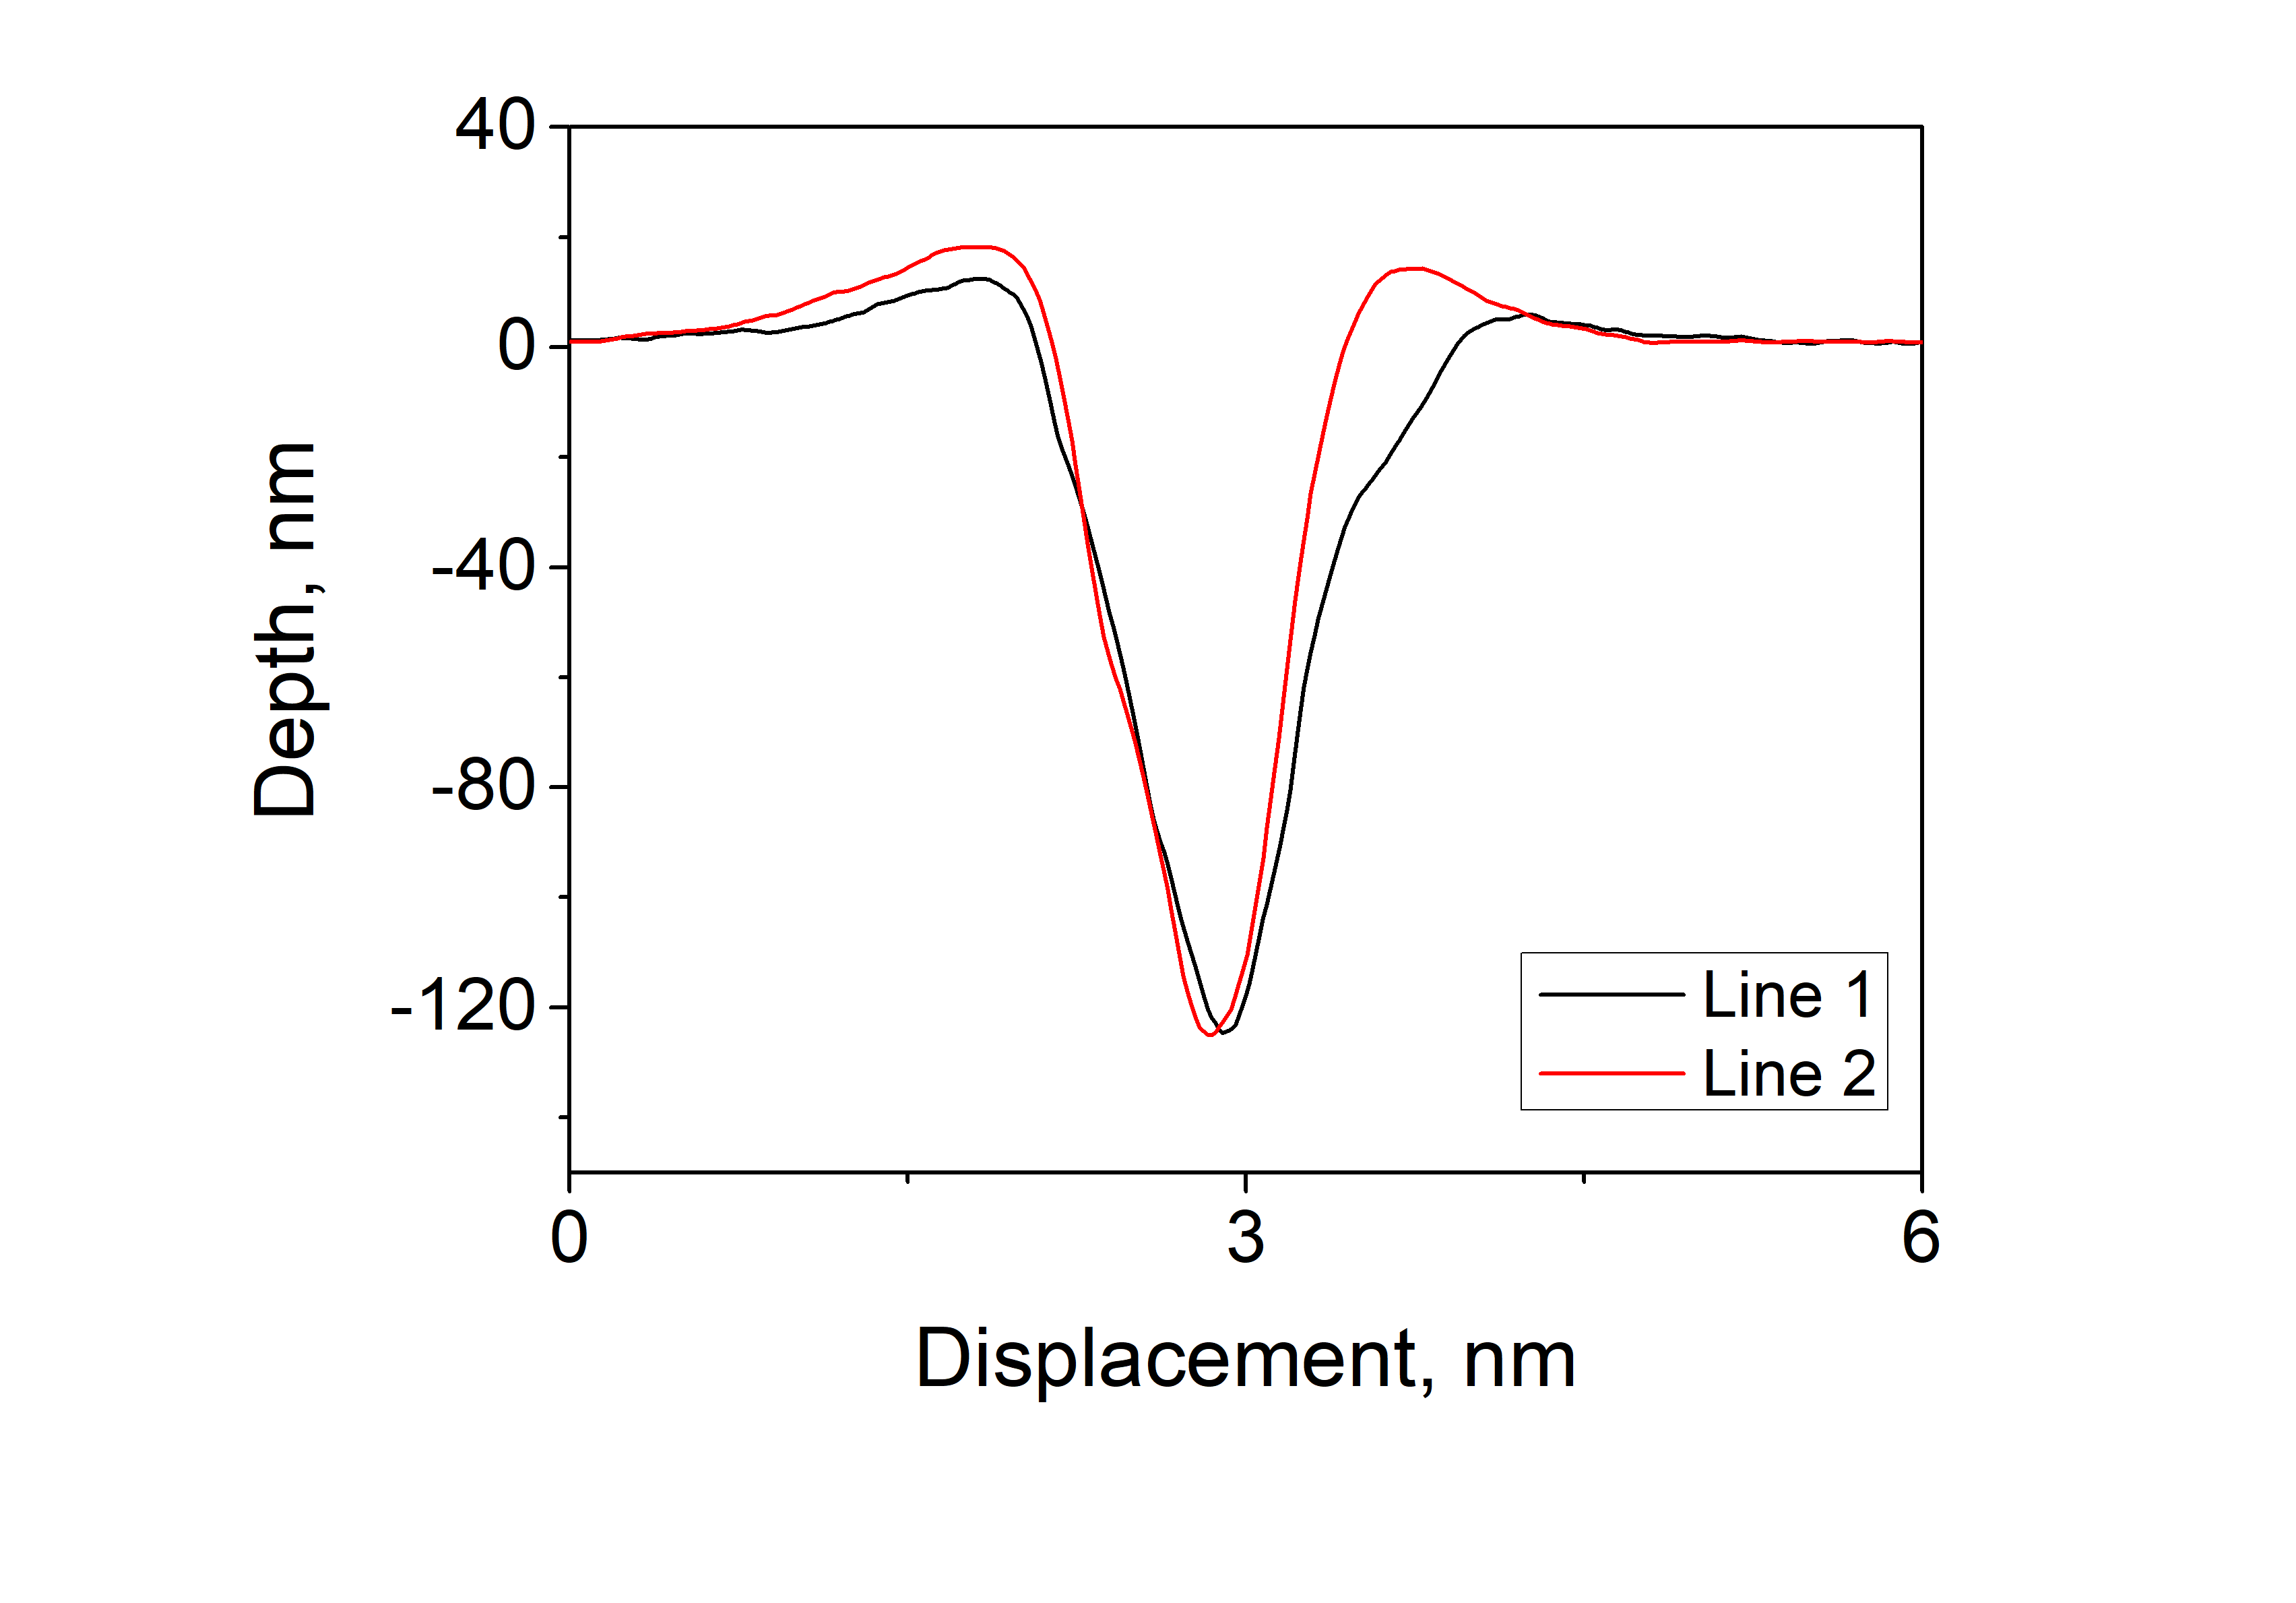 40
0
-40
-80
-120
Depth, nm
0
3
6
Displacement, nm
Line 1
Line 2